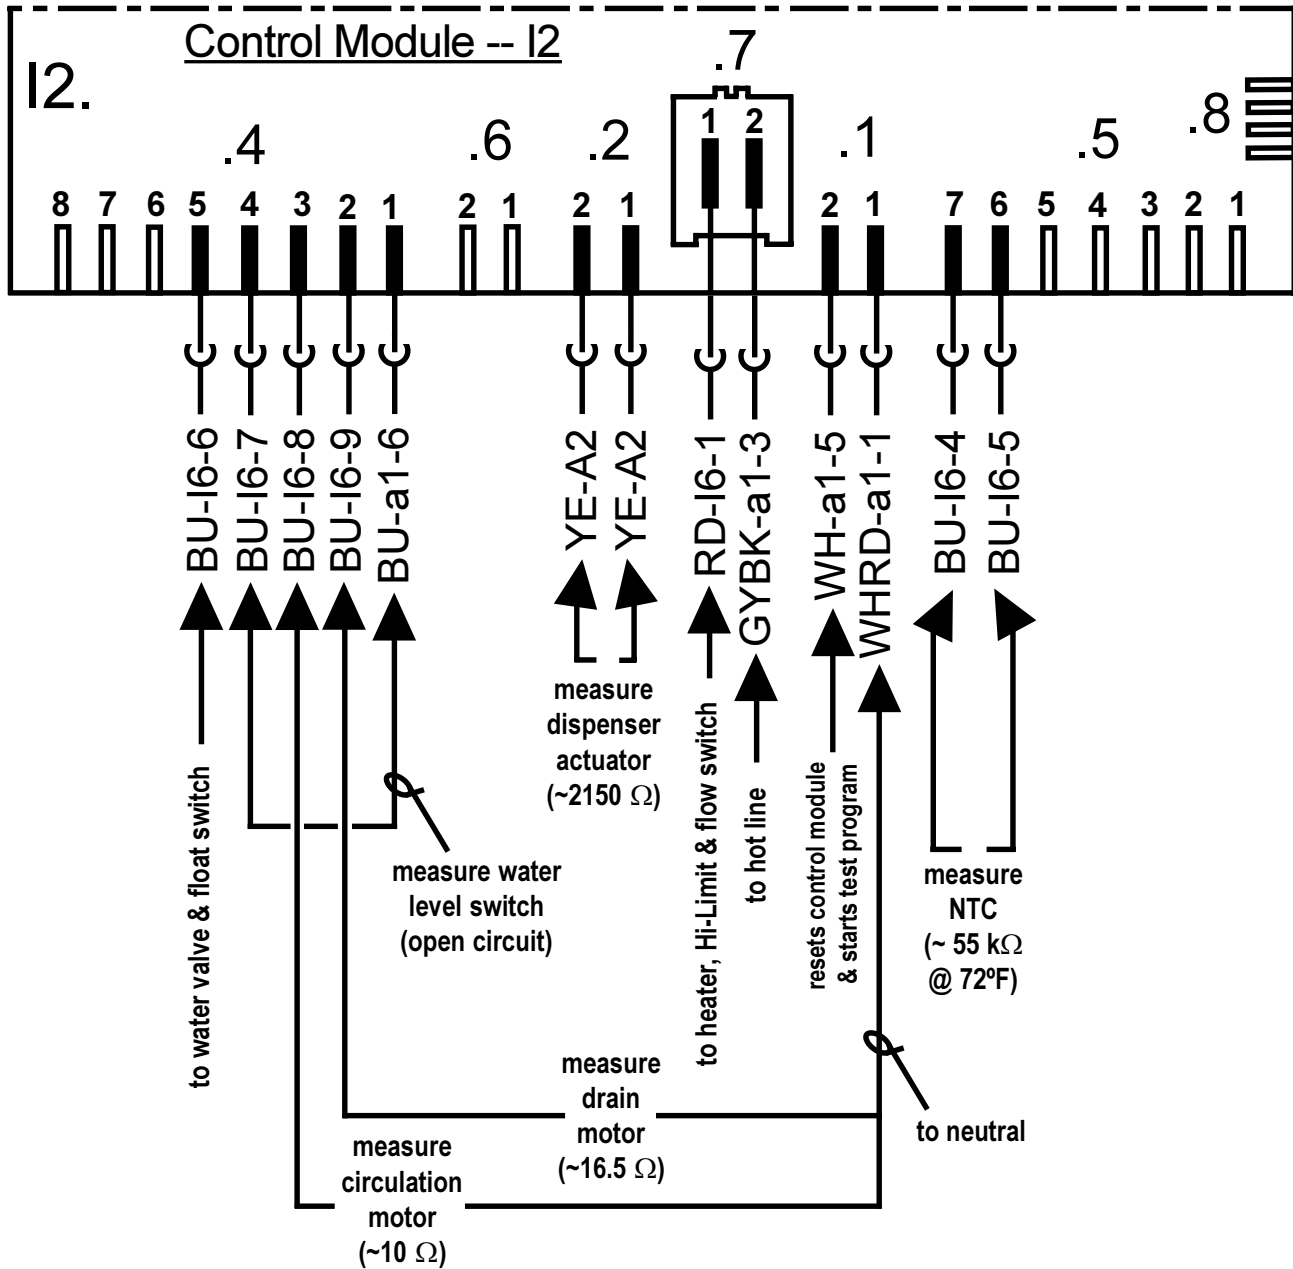 Control Module -- I2
I2.
.4
.6
.2
.7
.1
.5
.8
1 2
8 7 6 5 4 3 2 1
2 1
2 1
2 1
7 6 5 4 3 2 1
BU-I6-6
BU-I6-7
BU-I6-8
BU-I6-9
BU-a1-6
YE-A2
YE-A2
RD-I6-1
GYBK-a1-3
WH-a1-5
WHRD-a1-1
BU-I6-4
BU-I6-5
to water valve & float switch
measure water
level switch
(open circuit)
measure
dispenser
actuator
(~2150 Ω)
to heater, Hi-Limit & flow switch
to hot line
resets control module
& starts test program
measure
NTC
(~ 55 kΩ
@ 72ºF)
measure
drain
motor
(~16.5 Ω)
to neutral
measure
circulation
motor
(~10 Ω)